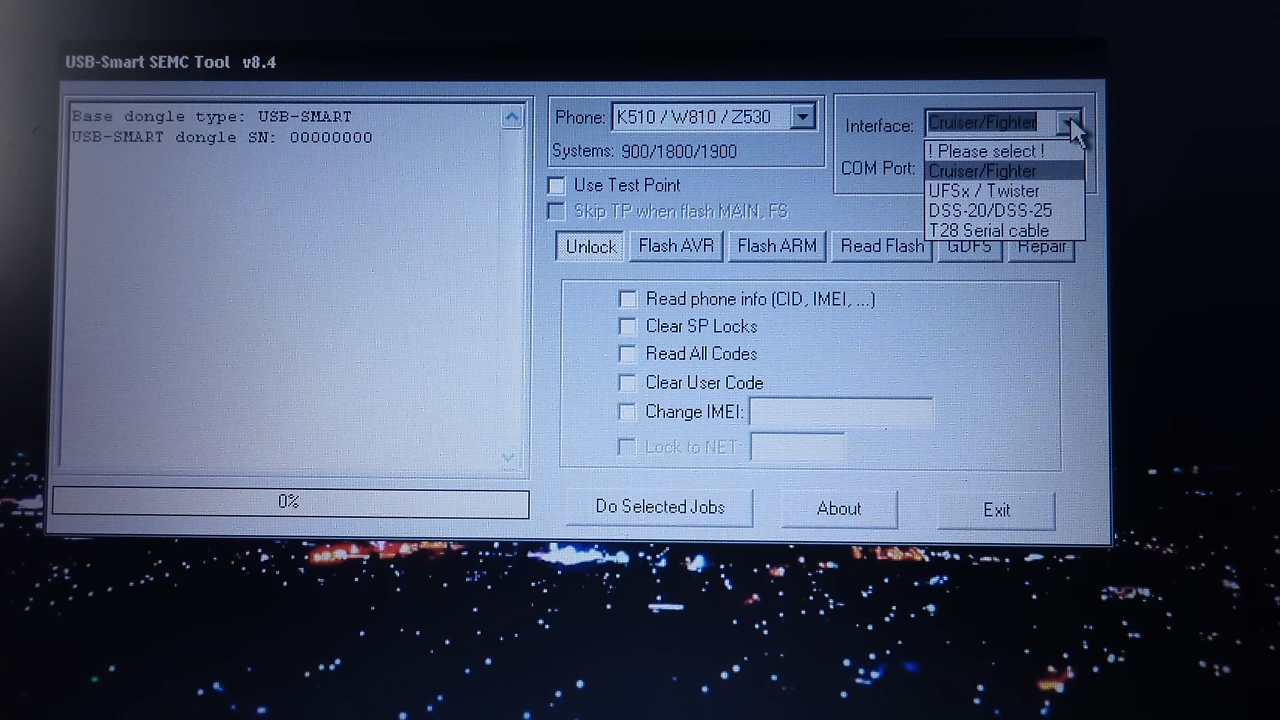 USB-Smart SEMC Tool v8.4
Base dongle type: USB-SMART
USB-SMART dongle SN: 00000000
0%
Phone: K510 / W810 / Z530
Systems: 900/1800/1900
Interface: Cruiser/Fighter
COM Port:
! Please select !
Cruiser/Fighter
UFSx / Twister
DSS-20/DSS-25
T28 Serial cable
Use Test Point
Skip TP when flash MAIN, FS
Unlock Flash AVR Flash ARM Read Flash GDFS Repair
Read phone info (CID, IMEI, ...)
Clear SP Locks
Read All Codes
Clear User Code
Change IMEI:
Lock to NET:
Do Selected Jobs About Exit